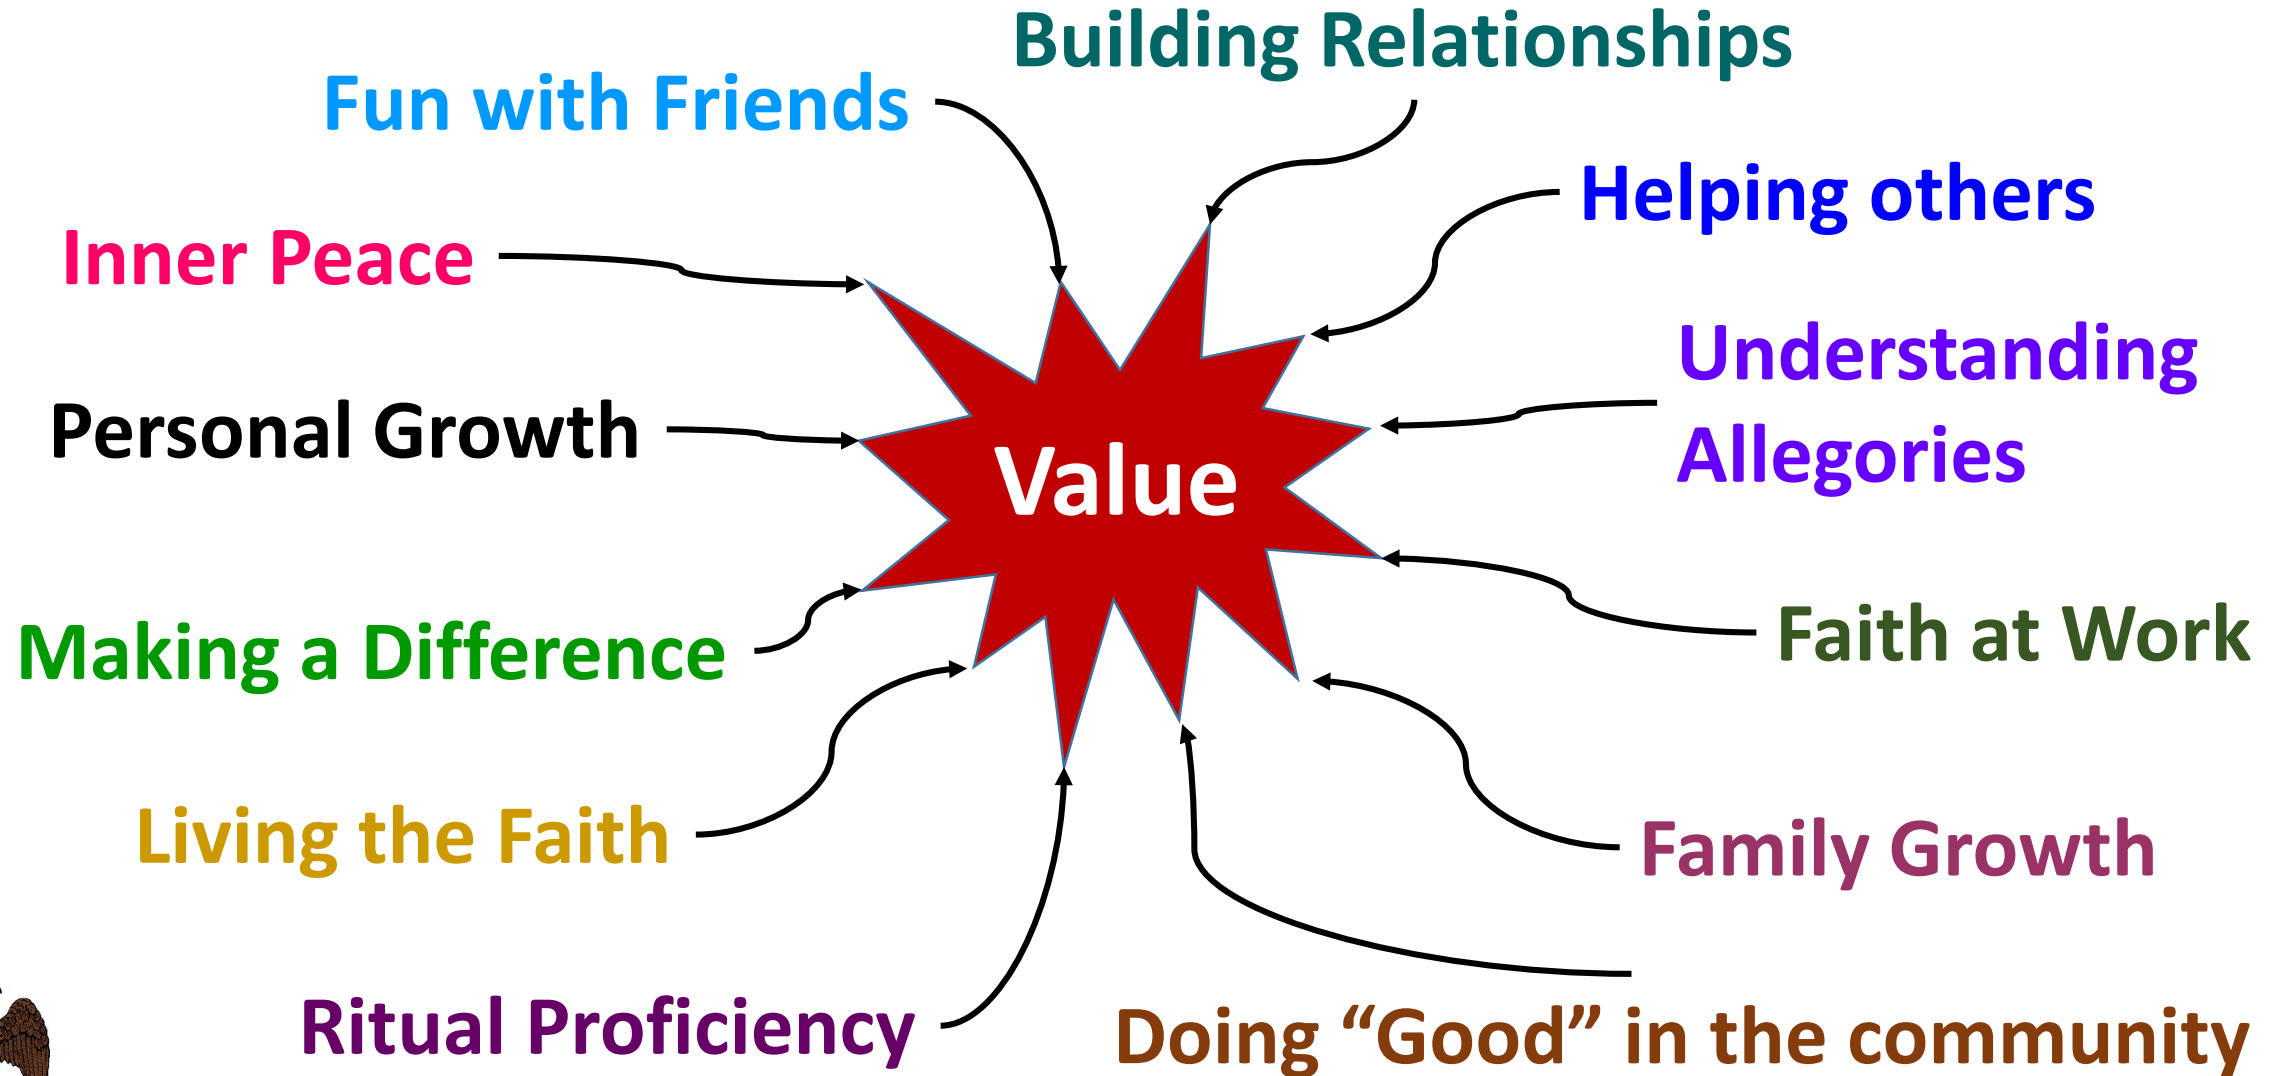 Building Relationships
Fun with Friends
Helping others
Inner Peace
Understanding
Allegories
Personal Growth
Value
Faith at Work
Making a Difference
Living the Faith
Family Growth
Ritual Proficiency
Doing “Good” in the community